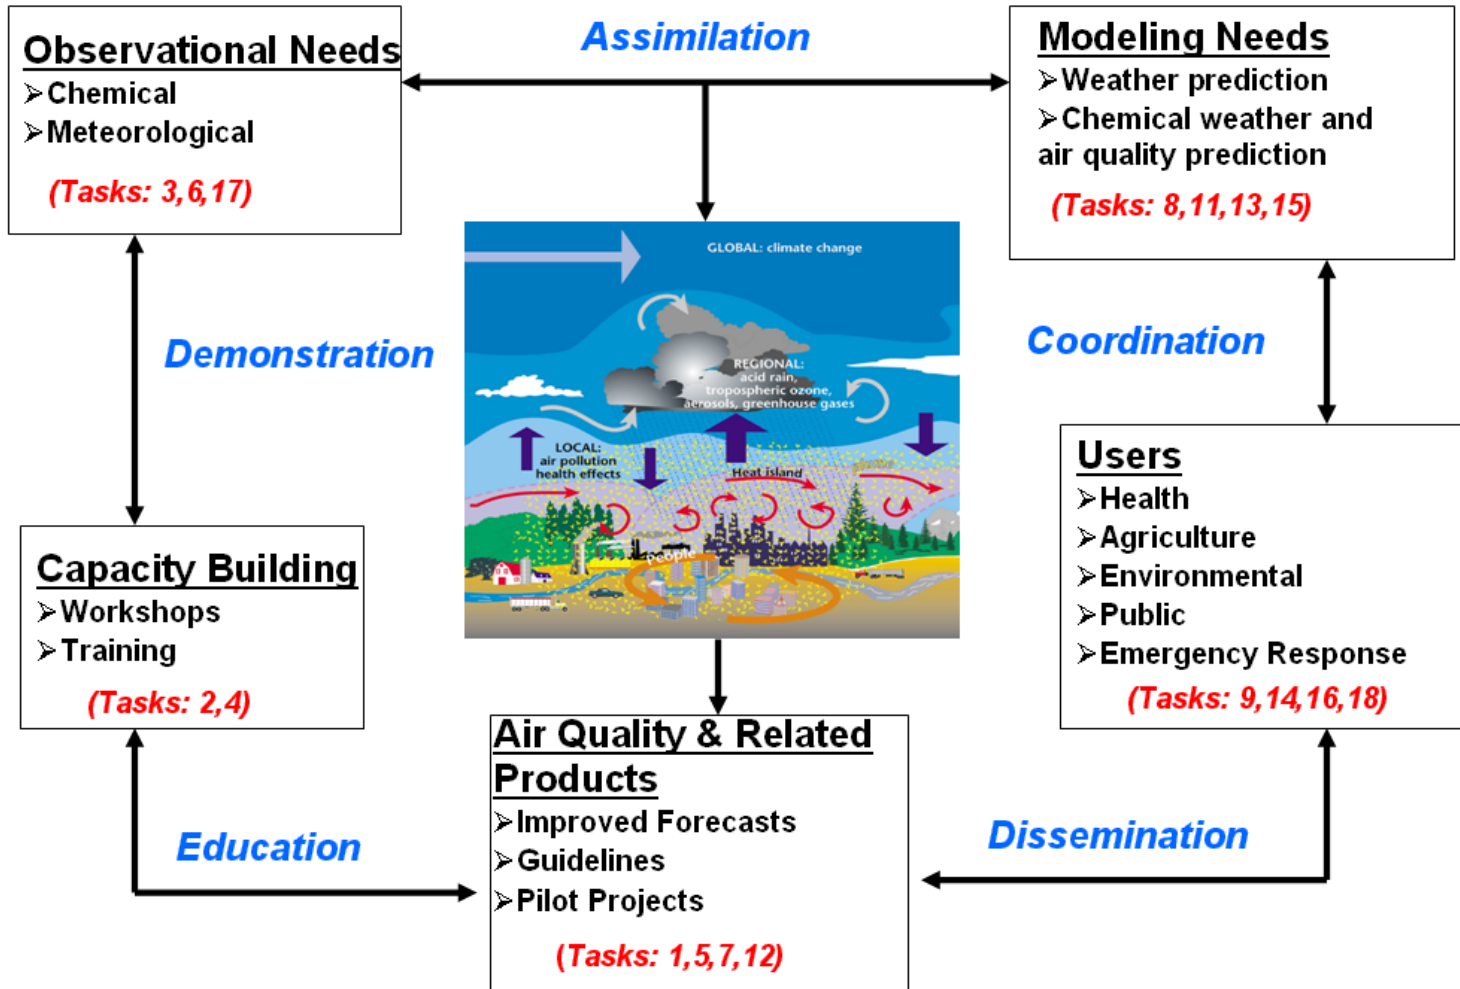 Observational Needs
➢Chemical
➢Meteorological
(Tasks: 3,6,17)
Assimilation
Modeling Needs
➢Weather prediction
➢Chemical weather and
air quality prediction
(Tasks: 8,11,13,15)
Demonstration
GLOBAL: climate change
REGIONAL:
acid rain,
tropospheric ozone,
aerosols, greenhouse gases
LOCAL:
air pollution
health effects
Heat island
plume
People
Coordination
Capacity Building
➢Workshops
➢Training
(Tasks: 2,4)
Users
➢Health
➢Agriculture
➢Environmental
➢Public
➢Emergency Response
(Tasks: 9,14,16,18)
Education
Air Quality & Related
Products
➢Improved Forecasts
➢Guidelines
➢Pilot Projects
(Tasks: 1,5,7,12)
Dissemination